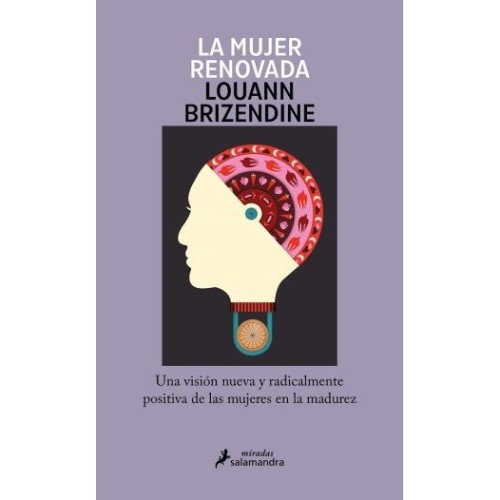 LA MUJER
RENOVADA
LOUANN
BRIZENDINE
Una visión nueva y radicalmente
positiva de las mujeres en la madurez
miradas
salamandra